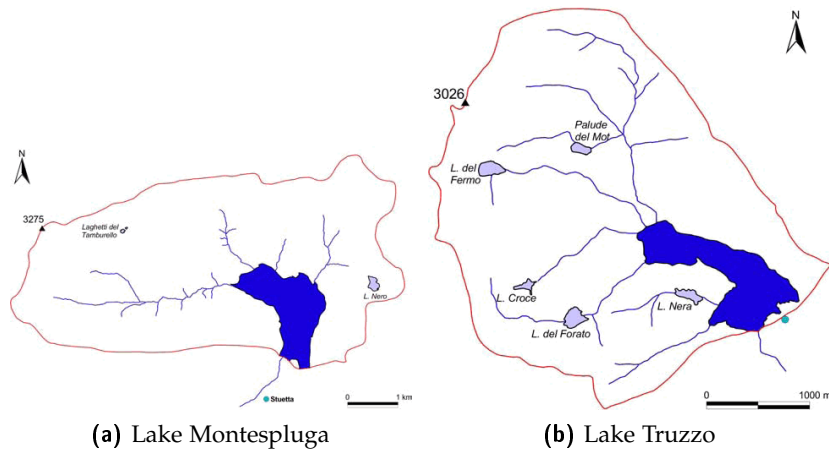 N
3275
Laghetti del
Tamburello
L. Nero
Stuetta
0 1 km
(a) Lake Montespluga
N
3026
Palude
del Mot
L. del
Fermo
L. Croce
L. del Forato
L. Nera
0 1000 m
(b) Lake Truzzo